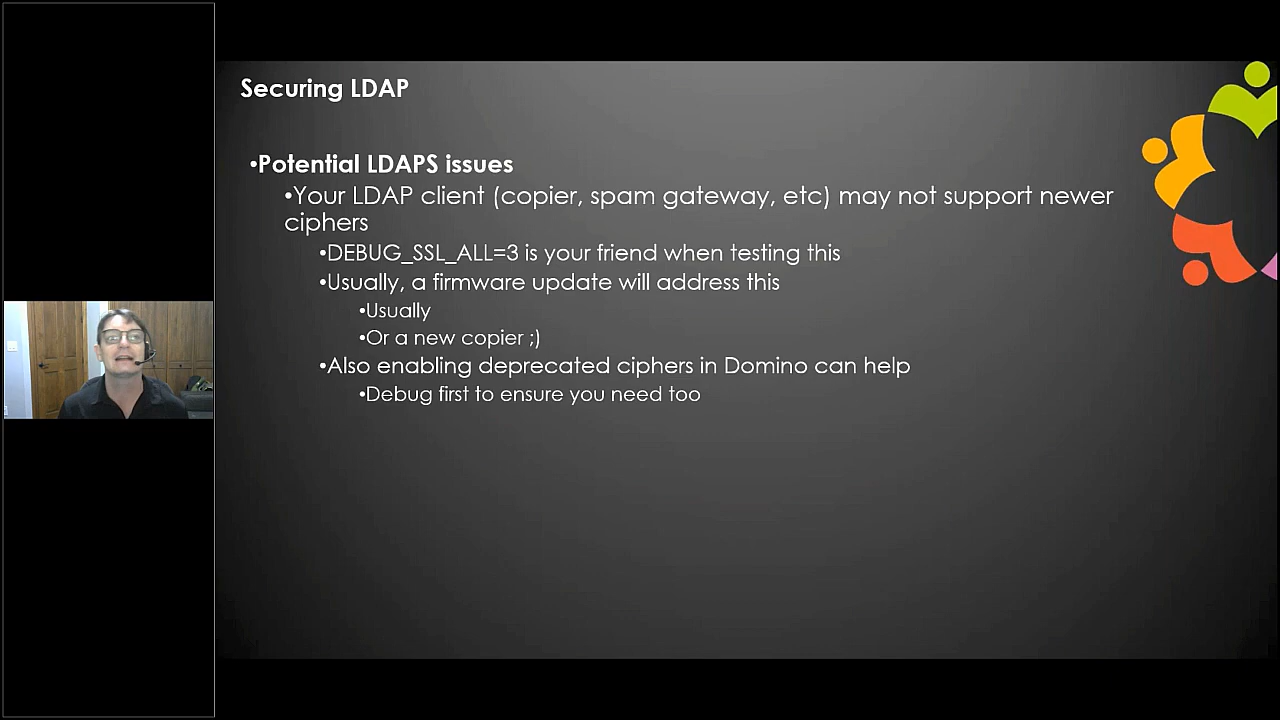 Securing LDAP
•Potential LDAPS issues
•Your LDAP client (copier, spam gateway, etc) may not support newer
ciphers
•DEBUG_SSL_ALL=3 is your friend when testing this
•Usually, a firmware update will address this
•Usually
•Or a new copier ;)
•Also enabling deprecated ciphers in Domino can help
•Debug first to ensure you need too